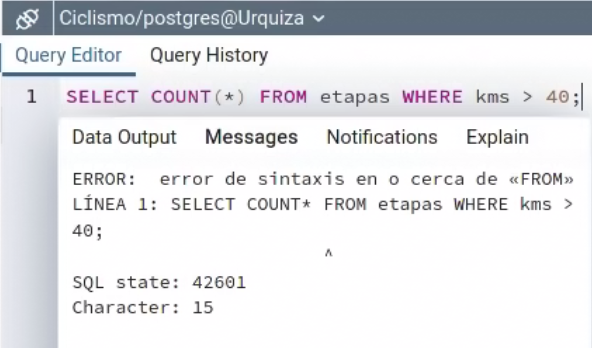 Ciclismo/postgres@Urquiza
Query Editor Query History
1 SELECT COUNT(*) FROM etapas WHERE kms > 40;
Data Output Messages Notifications Explain
ERROR:  error de sintaxis en o cerca de «FROM»
LÍNEA 1: SELECT COUNT* FROM etapas WHERE kms >
40;
^
SQL state: 42601
Character: 15